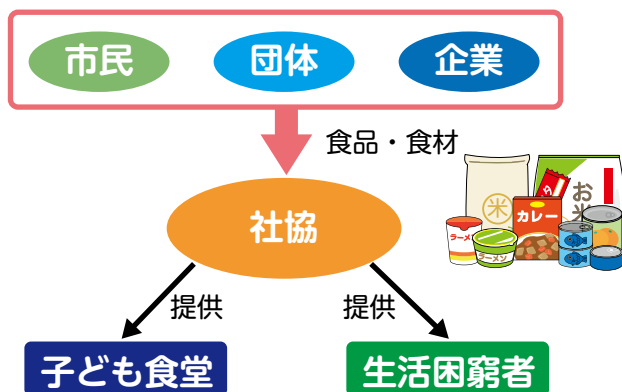 市民
団体
企業
食品・食材
米
お米
カレー
ラーメン
ラーメン
社協
提供
提供
子ども食堂
生活困窮者